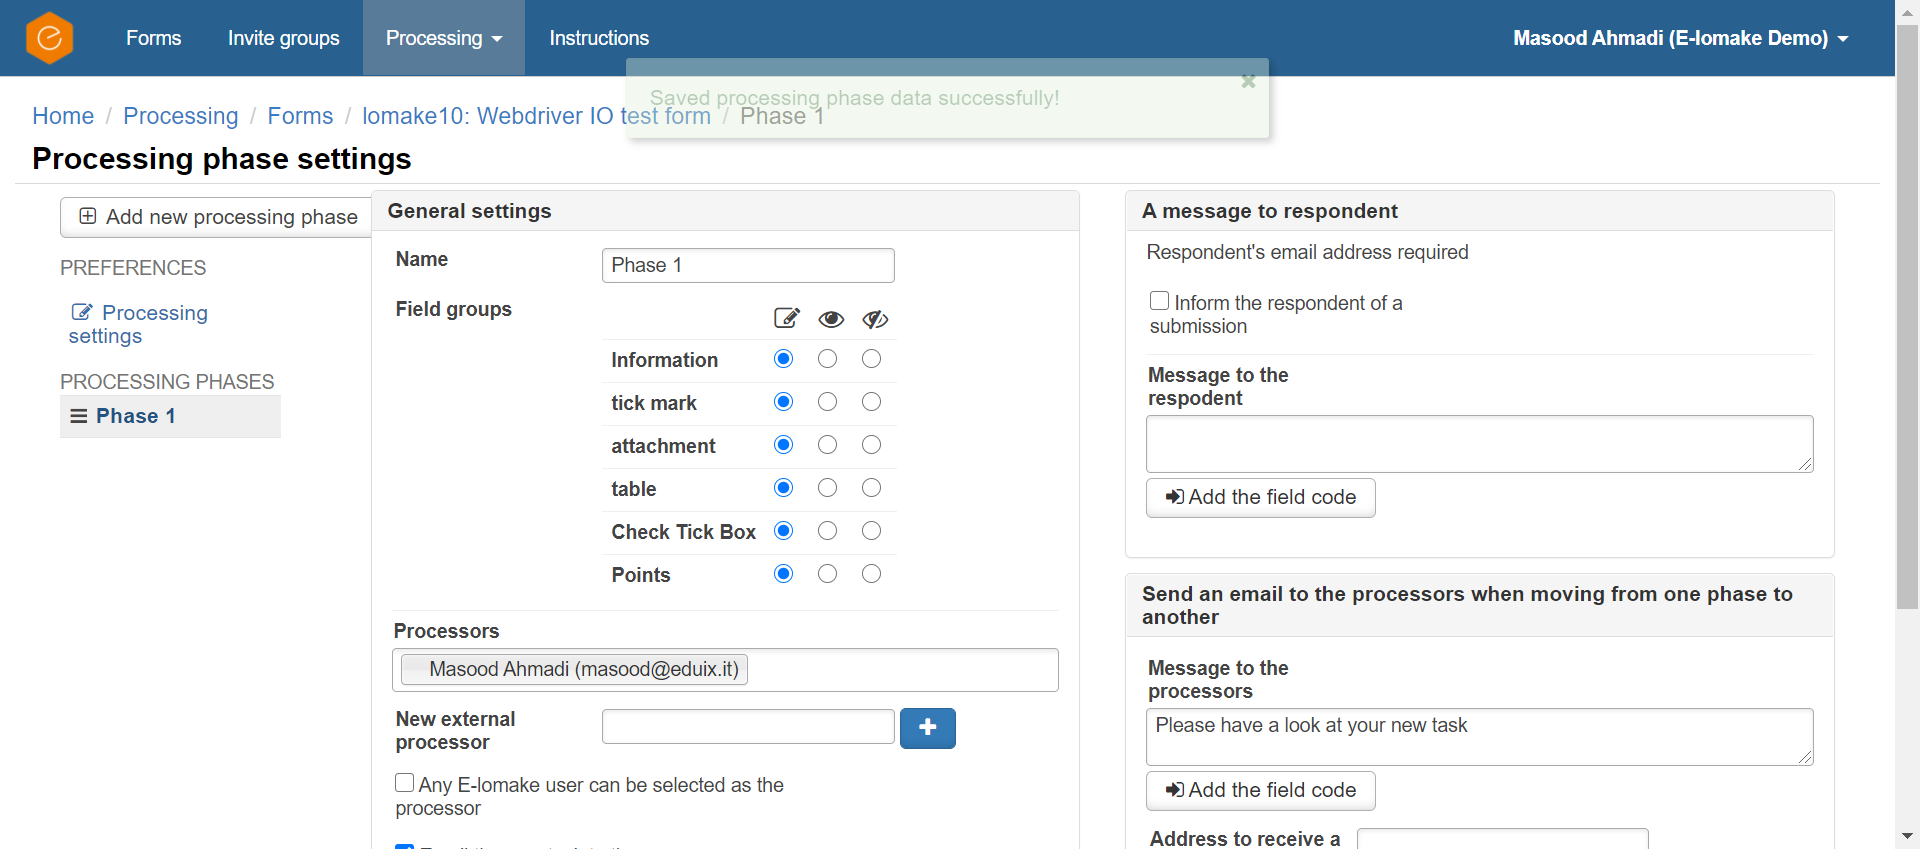 Forms Invite groups Processing Instructions Masood Ahmadi (E-lomake Demo)
Saved processing phase data successfully!
Home / Processing / Forms / lomake10: Webdriver IO test form / Phase 1
Processing phase settings
Add new processing phase
PREFERENCES
Processing
settings
PROCESSING PHASES
Phase 1
General settings
Name Phase 1
Field groups
Information
tick mark
attachment
table
Check Tick Box
Points
Processors
Masood Ahmadi (masood@eduix.it)
New external
processor
Any E-lomake user can be selected as the
processor
A message to respondent
Respondent's email address required
Inform the respondent of a
submission
Message to the
respodent
Add the field code
Send an email to the processors when moving from one phase to
another
Message to the
processors
Please have a look at your new task
Add the field code
Address to receive a